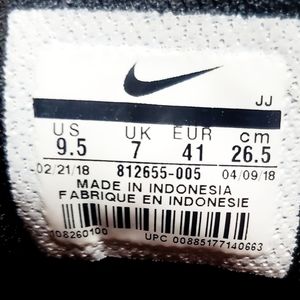 JJ
US UK EUR cm
9.5 7 41 26.5
02/21/18 812655-005 04/09/18
MADE IN INDONESIA
FABRIQUE EN INDONESIE
108260100
UPC 00885177140663